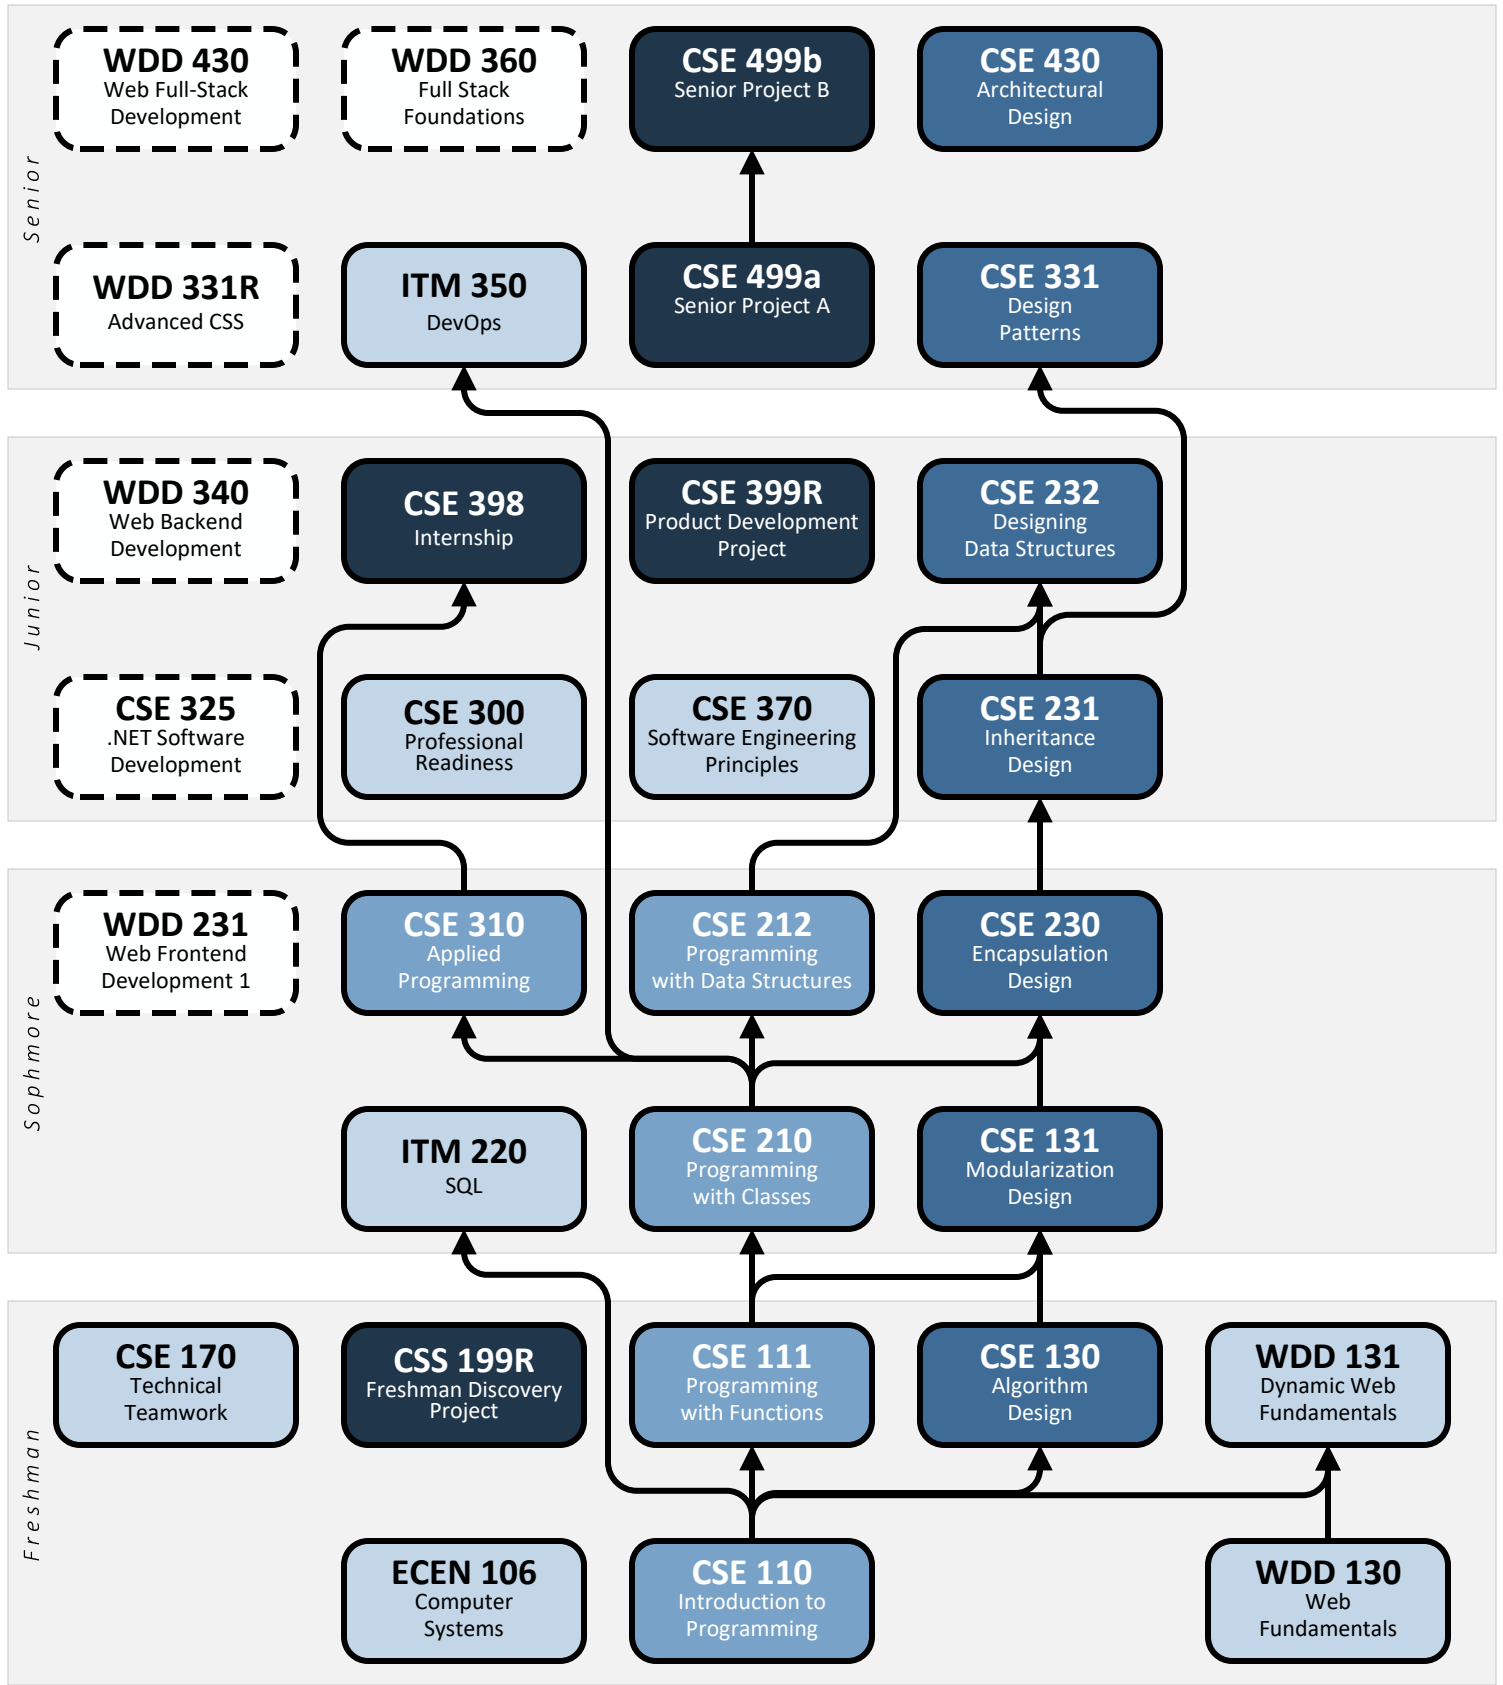 WDD 430
Web Full-Stack
Development
WDD 360
Full Stack
Foundations
CSE 499b
Senior Project B
CSE 430
Architectural
Design
Senior
WDD 331R
Advanced CSS
ITM 350
DevOps
CSE 499a
Senior Project A
CSE 331
Design
Patterns
WDD 340
Web Backend
Development
CSE 398
Internship
CSE 399R
Product Development
Project
CSE 232
Designing
Data Structures
Junior
CSE 325
.NET Software
Development
CSE 300
Professional
Readiness
CSE 370
Software Engineering
Principles
CSE 231
Inheritance
Design
WDD 231
Web Frontend
Development 1
CSE 310
Applied
Programming
CSE 212
Programming
with Data Structures
CSE 230
Encapsulation
Design
Sophmore
ITM 220
SQL
CSE 210
Programming
with Classes
CSE 131
Modularization
Design
CSE 170
Technical
Teamwork
CSS 199R
Freshman Discovery
Project
CSE 111
Programming
with Functions
CSE 130
Algorithm
Design
WDD 131
Dynamic Web
Fundamentals
Freshman
ECEN 106
Computer
Systems
CSE 110
Introduction to
Programming
WDD 130
Web
Fundamentals